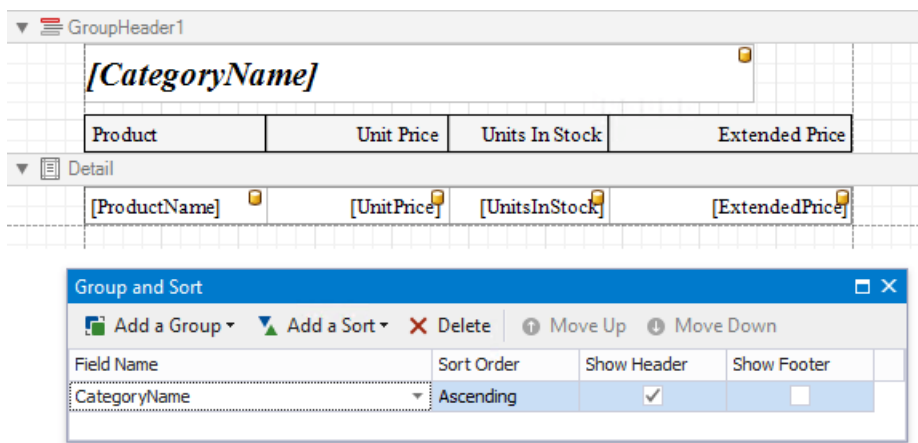 GroupHeader1
[CategoryName]
Product Unit Price Units In Stock Extended Price
Detail
[ProductName] [UnitPrice] [UnitsInStock] [ExtendedPrice]
Group and Sort
Add a Group Add a Sort Delete Move Up Move Down
Field Name Sort Order Show Header Show Footer
CategoryName Ascending